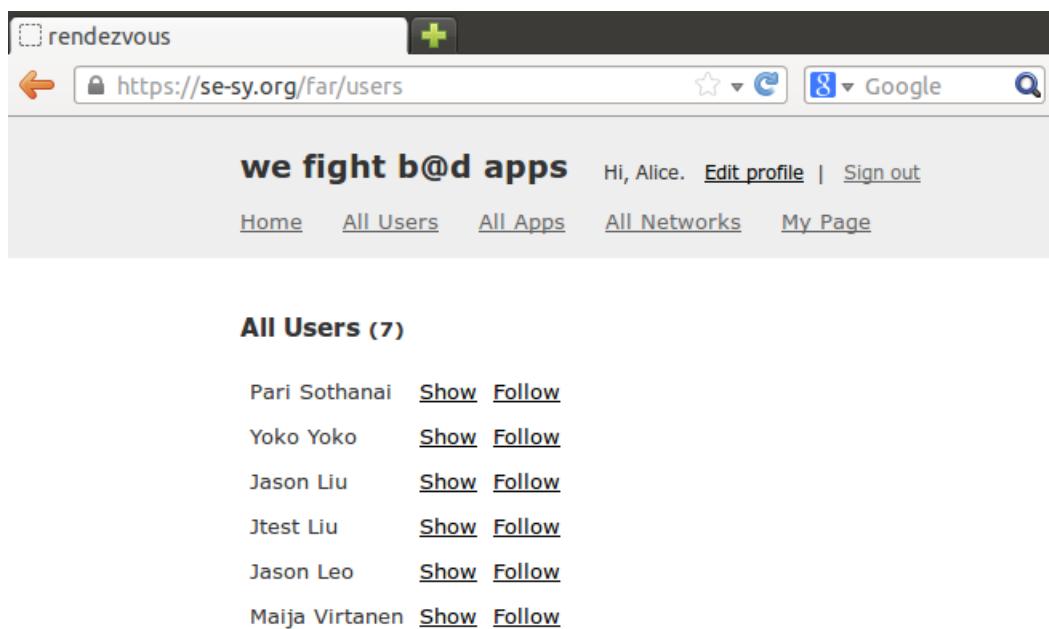 rendezvous
https://se-sy.org/far/users
8 Google
we fight b@d apps Hi, Alice. Edit profile | Sign out
Home All Users All Apps All Networks My Page
All Users (7)
Pari Sothanai Show Follow
Yoko Yoko Show Follow
Jason Liu Show Follow
Jtest Liu Show Follow
Jason Leo Show Follow
Maija Virtanen Show Follow